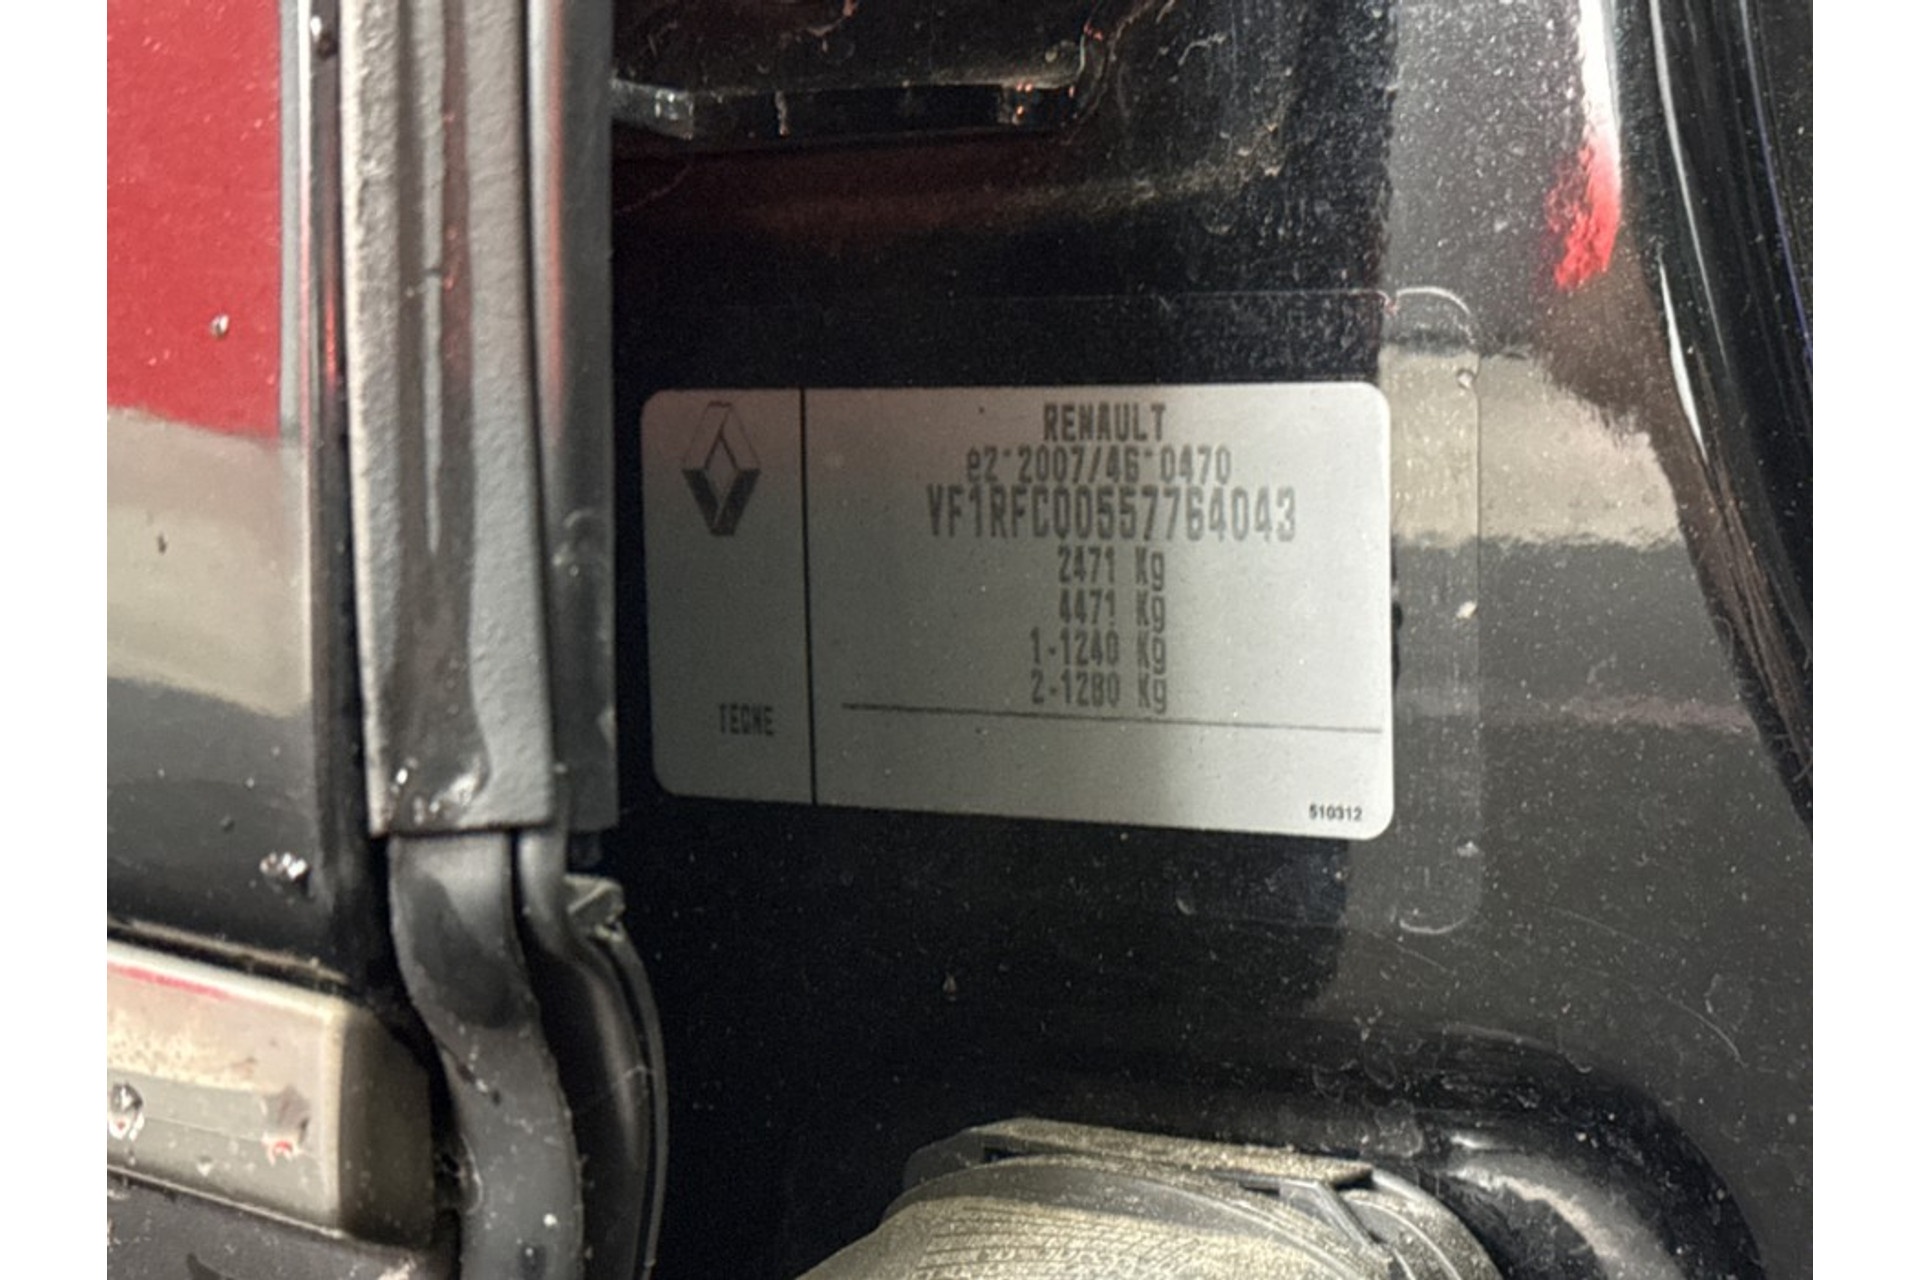 RENAULT
e2*2007/46*0470
VF1RFC00557764043
2471 Kg
4471 Kg
1-1240 Kg
2-1280 Kg
TECNE
510312